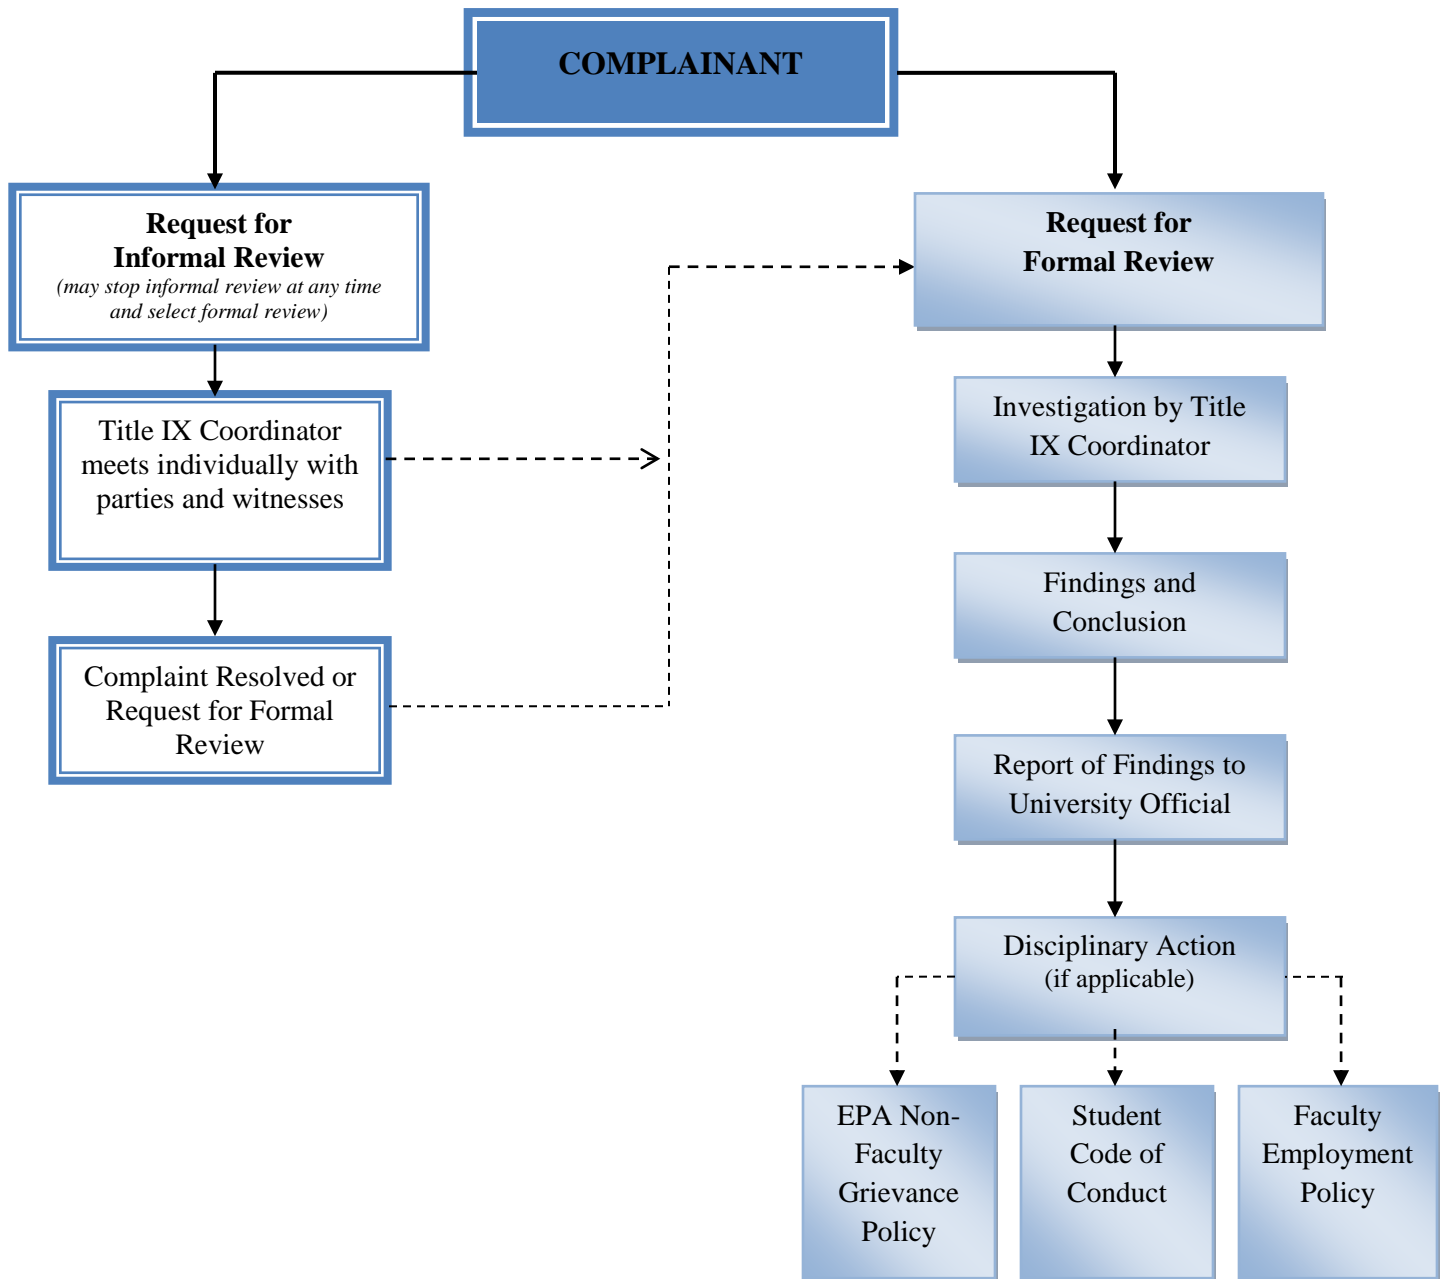 COMPLAINANT
Request for
Informal Review
(may stop informal review at any time
and select formal review)
Title IX Coordinator
meets individually with
parties and witnesses
Complaint Resolved or
Request for Formal
Review
Request for
Formal Review
Investigation by Title
IX Coordinator
Findings and
Conclusion
Report of Findings to
University Official
Disciplinary Action
(if applicable)
EPA Non-
Faculty
Grievance
Policy
Student
Code of
Conduct
Faculty
Employment
Policy